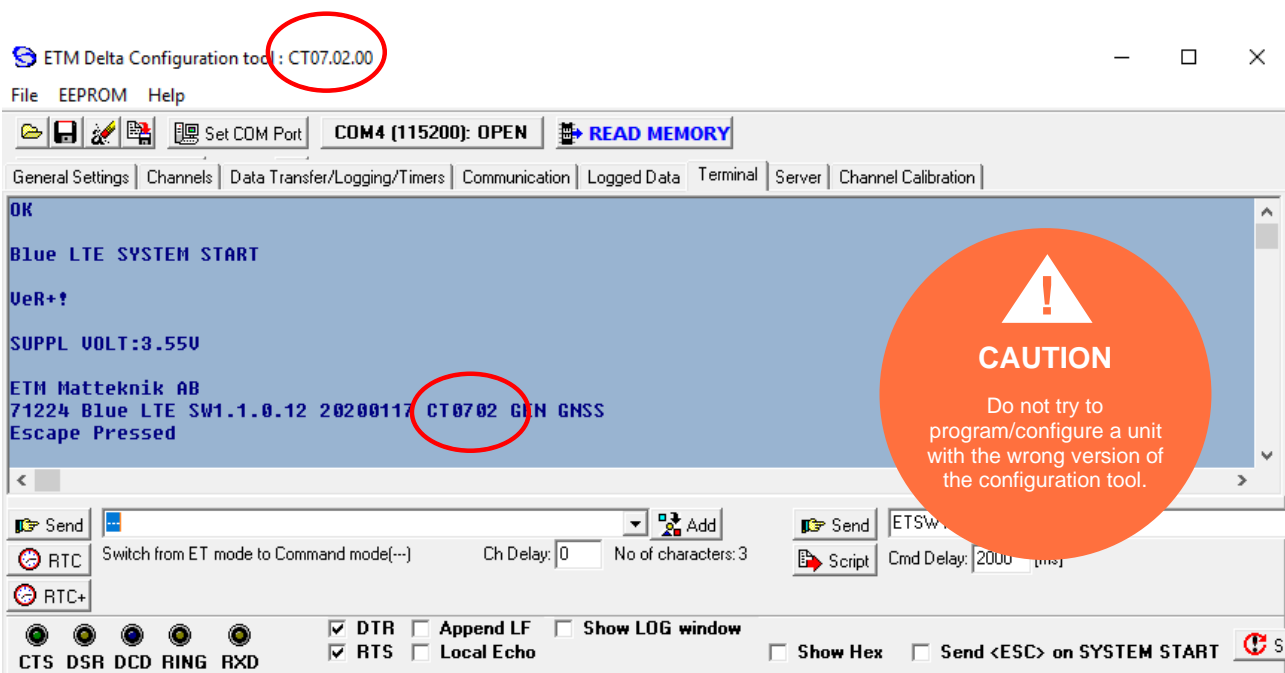 ETM Delta Configuration tool : CT07.02.00
File EEPROM Help
Set COM Port COM4 (115200): OPEN READ MEMORY
General Settings Channels Data Transfer/Logging/Timers Communication Logged Data Terminal Server Channel Calibration
OK
Blue LTE SYSTEM START
VeR+!
SUPPL VOLT:3.55V
ETM Matteknik AB
71224 Blue LTE SW1.1.0.12 20200117 CT0702 GEN GNSS
Escape Pressed
!
CAUTION
Do not try to
program/configure a unit
with the wrong version of
the configuration tool.
Send --- Add Send ETSW
RTC Switch from ET mode to Command mode(---) Ch Delay: 0 No of characters: 3 Script Cmd Delay: 2000 [ms]
RTC+
DTR Append LF Show LOG window
CTS DSR DCD RING RXD RTS Local Echo Show Hex Send <ESC> on SYSTEM START S